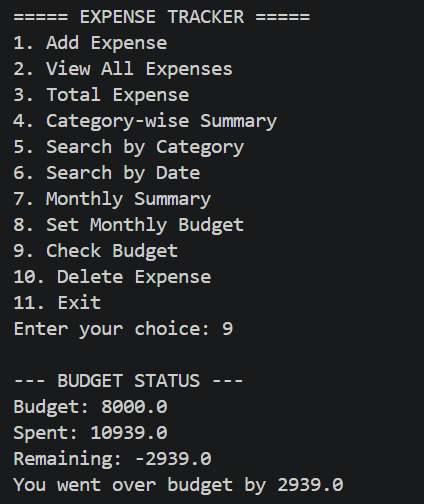 ===== EXPENSE TRACKER =====
1. Add Expense
2. View All Expenses
3. Total Expense
4. Category-wise Summary
5. Search by Category
6. Search by Date
7. Monthly Summary
8. Set Monthly Budget
9. Check Budget
10. Delete Expense
11. Exit
Enter your choice: 9
--- BUDGET STATUS ---
Budget: 8000.0
Spent: 10939.0
Remaining: -2939.0
You went over budget by 2939.0